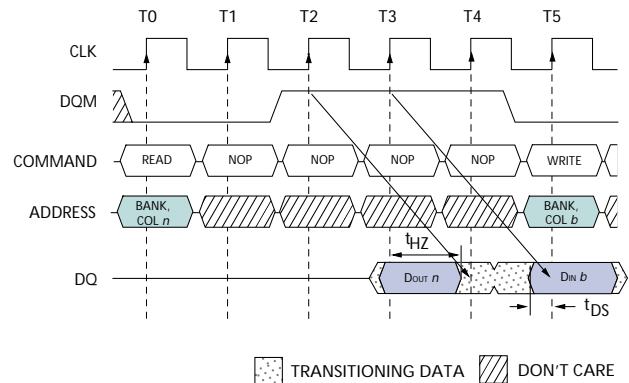 T0 T1 T2 T3 T4 T5
CLK
DQM
COMMAND READ NOP NOP NOP NOP WRITE
ADDRESS BANK, COL n BANK, COL b
tHZ
DQ DOUT n DIN b
tDS
TRANSITIONING DATA DON'T CARE